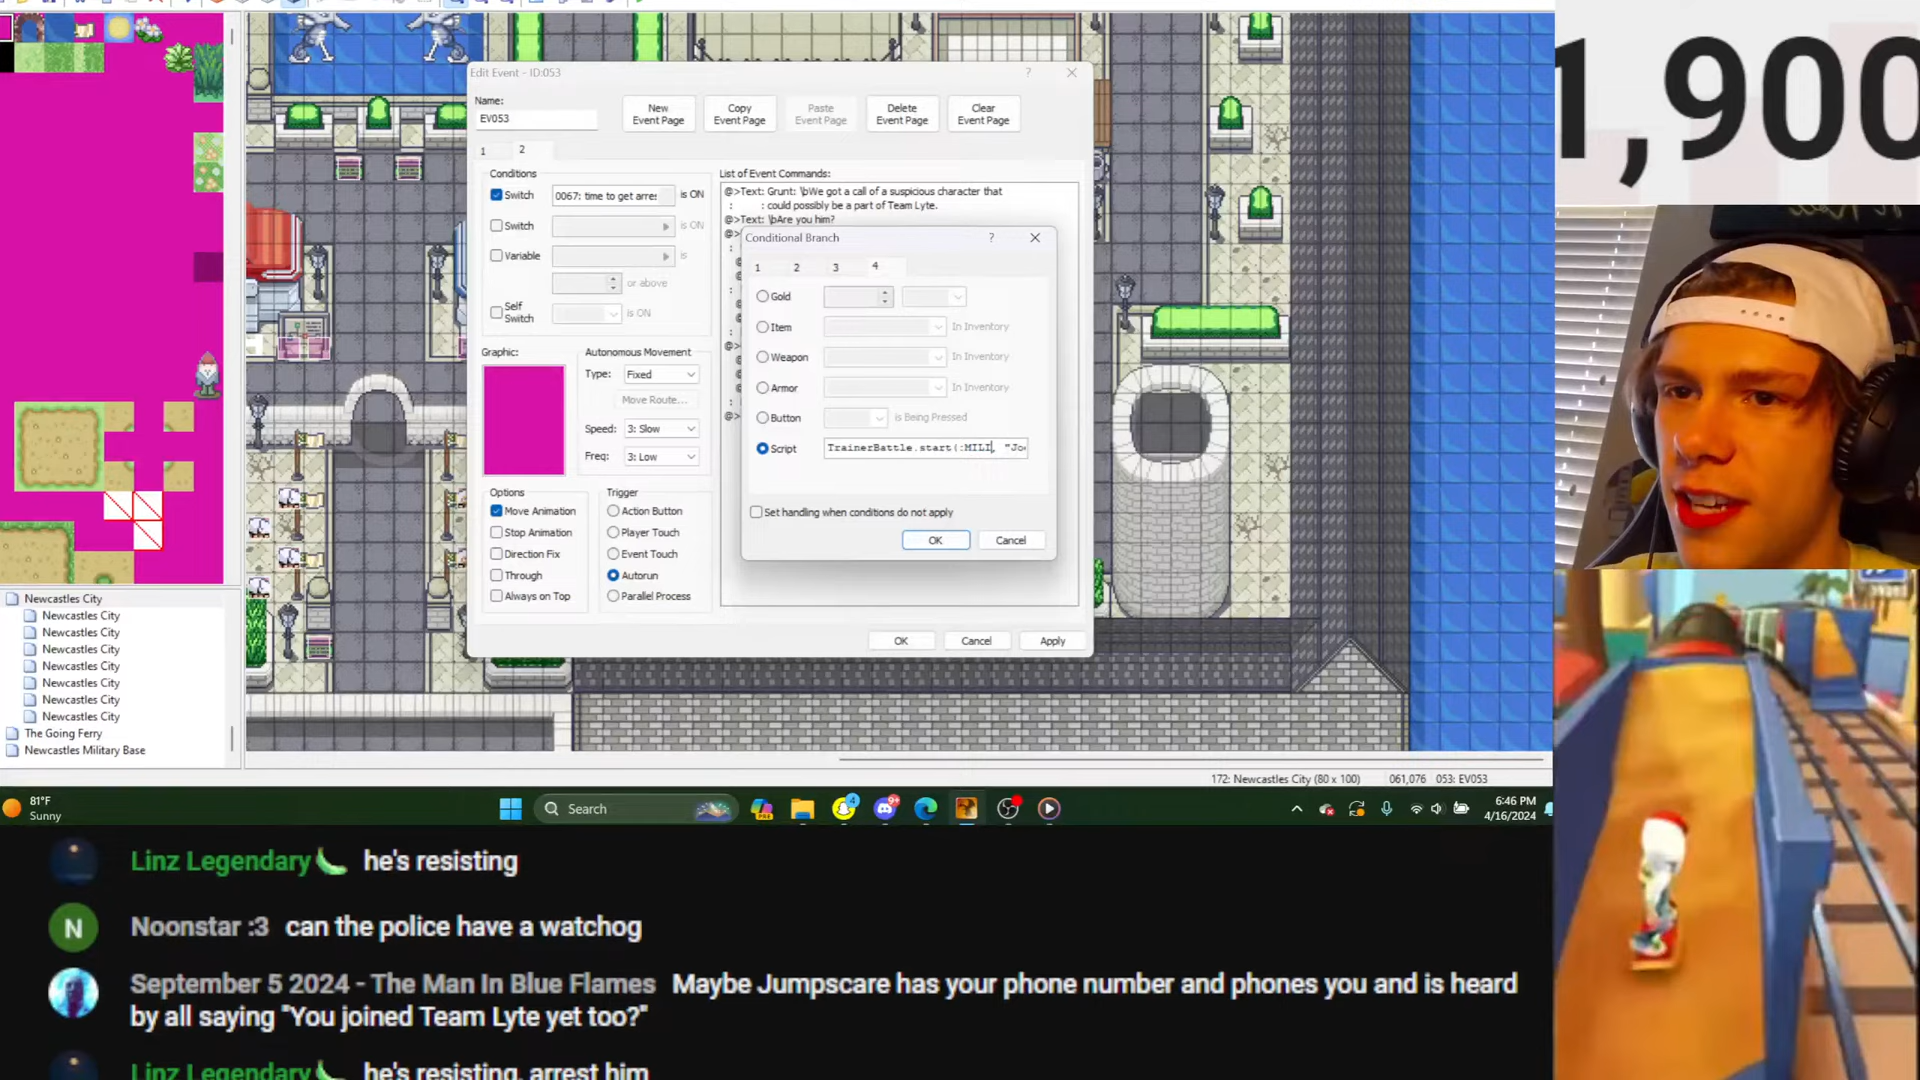 Edit Event - ID:053
?
Name:
EV053
New Event Page
Copy Event Page
Paste Event Page
Delete Event Page
Clear Event Page
1 2
Conditions
Switch 0067: time to get arres is ON
Switch is ON
Variable is
or above
Self Switch is ON
Graphic:
Autonomous Movement
Type: Fixed
Move Route...
Speed: 3: Slow
Freq: 3: Low
Options
Move Animation
Stop Animation
Direction Fix
Through
Always on Top
Trigger
Action Button
Player Touch
Event Touch
Autorun
Parallel Process
List of Event Commands:
@>Text: Grunt: \pWe got a call of a suspicious character that
: : could possibly be a part of Team Lyte.
@>Text: \pAre you him?
Conditional Branch
?
1 2 3 4
Gold
Item In Inventory
Weapon In Inventory
Armor In Inventory
Button is Being Pressed
Script TrainerBattle.start(:MILI, "Jo
Set handling when conditions do not apply
OK Cancel
OK Cancel Apply
Newcastles City
Newcastles City
Newcastles City
Newcastles City
Newcastles City
Newcastles City
Newcastles City
Newcastles City
The Going Ferry
Newcastles Military Base
172: Newcastles City (80 x 100) 061,076 053: EV053
81°F
Sunny
Search
6:46 PM
4/16/2024
1,900
Linz Legendary he's resisting
N Noonstar :3 can the police have a watchog
September 5 2024 - The Man In Blue Flames Maybe Jumpscare has your phone number and phones you and is heard
by all saying "You joined Team Lyte yet too?"
Linz Legendary he's resisting, arrest him